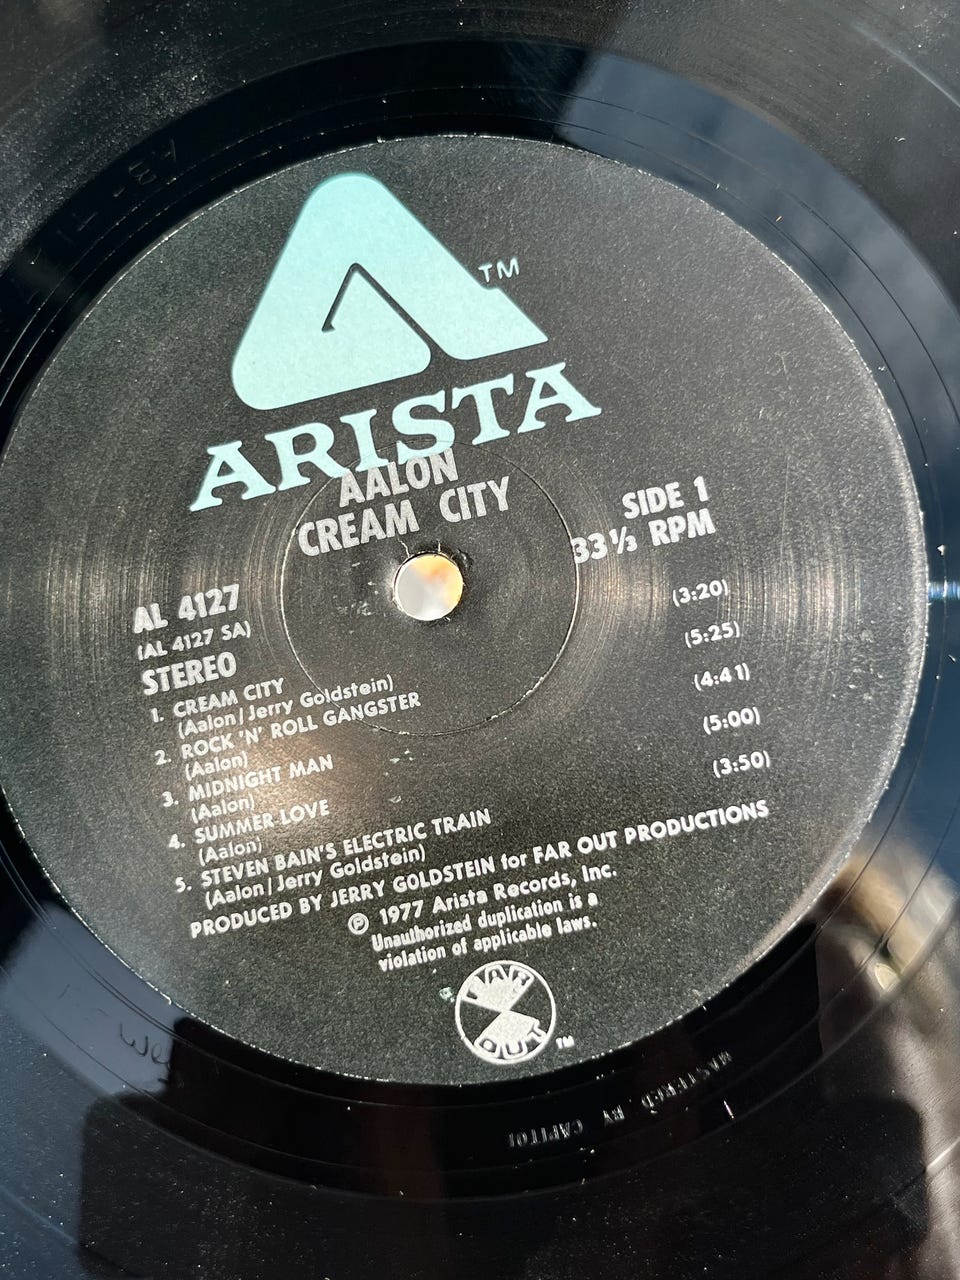 TM
ARISTA
AALON
CREAM CITY
SIDE 1
33⅓ RPM
AL 4127
(AL 4127 SA)
STEREO
1. CREAM CITY (3:20)
(Aalon/Jerry Goldstein)
2. ROCK 'N' ROLL GANGSTER (5:25)
(Aalon)
3. MIDNIGHT MAN (4:41)
(Aalon)
4. SUMMER LOVE (5:00)
(Aalon)
5. STEVEN BAIN'S ELECTRIC TRAIN (3:50)
(Aalon/Jerry Goldstein)
PRODUCED BY JERRY GOLDSTEIN for FAR OUT PRODUCTIONS
℗ 1977 Arista Records, Inc.
Unauthorized duplication is a
violation of applicable laws.
FAR
OUT
TM
MASTERED BY CAPITOL